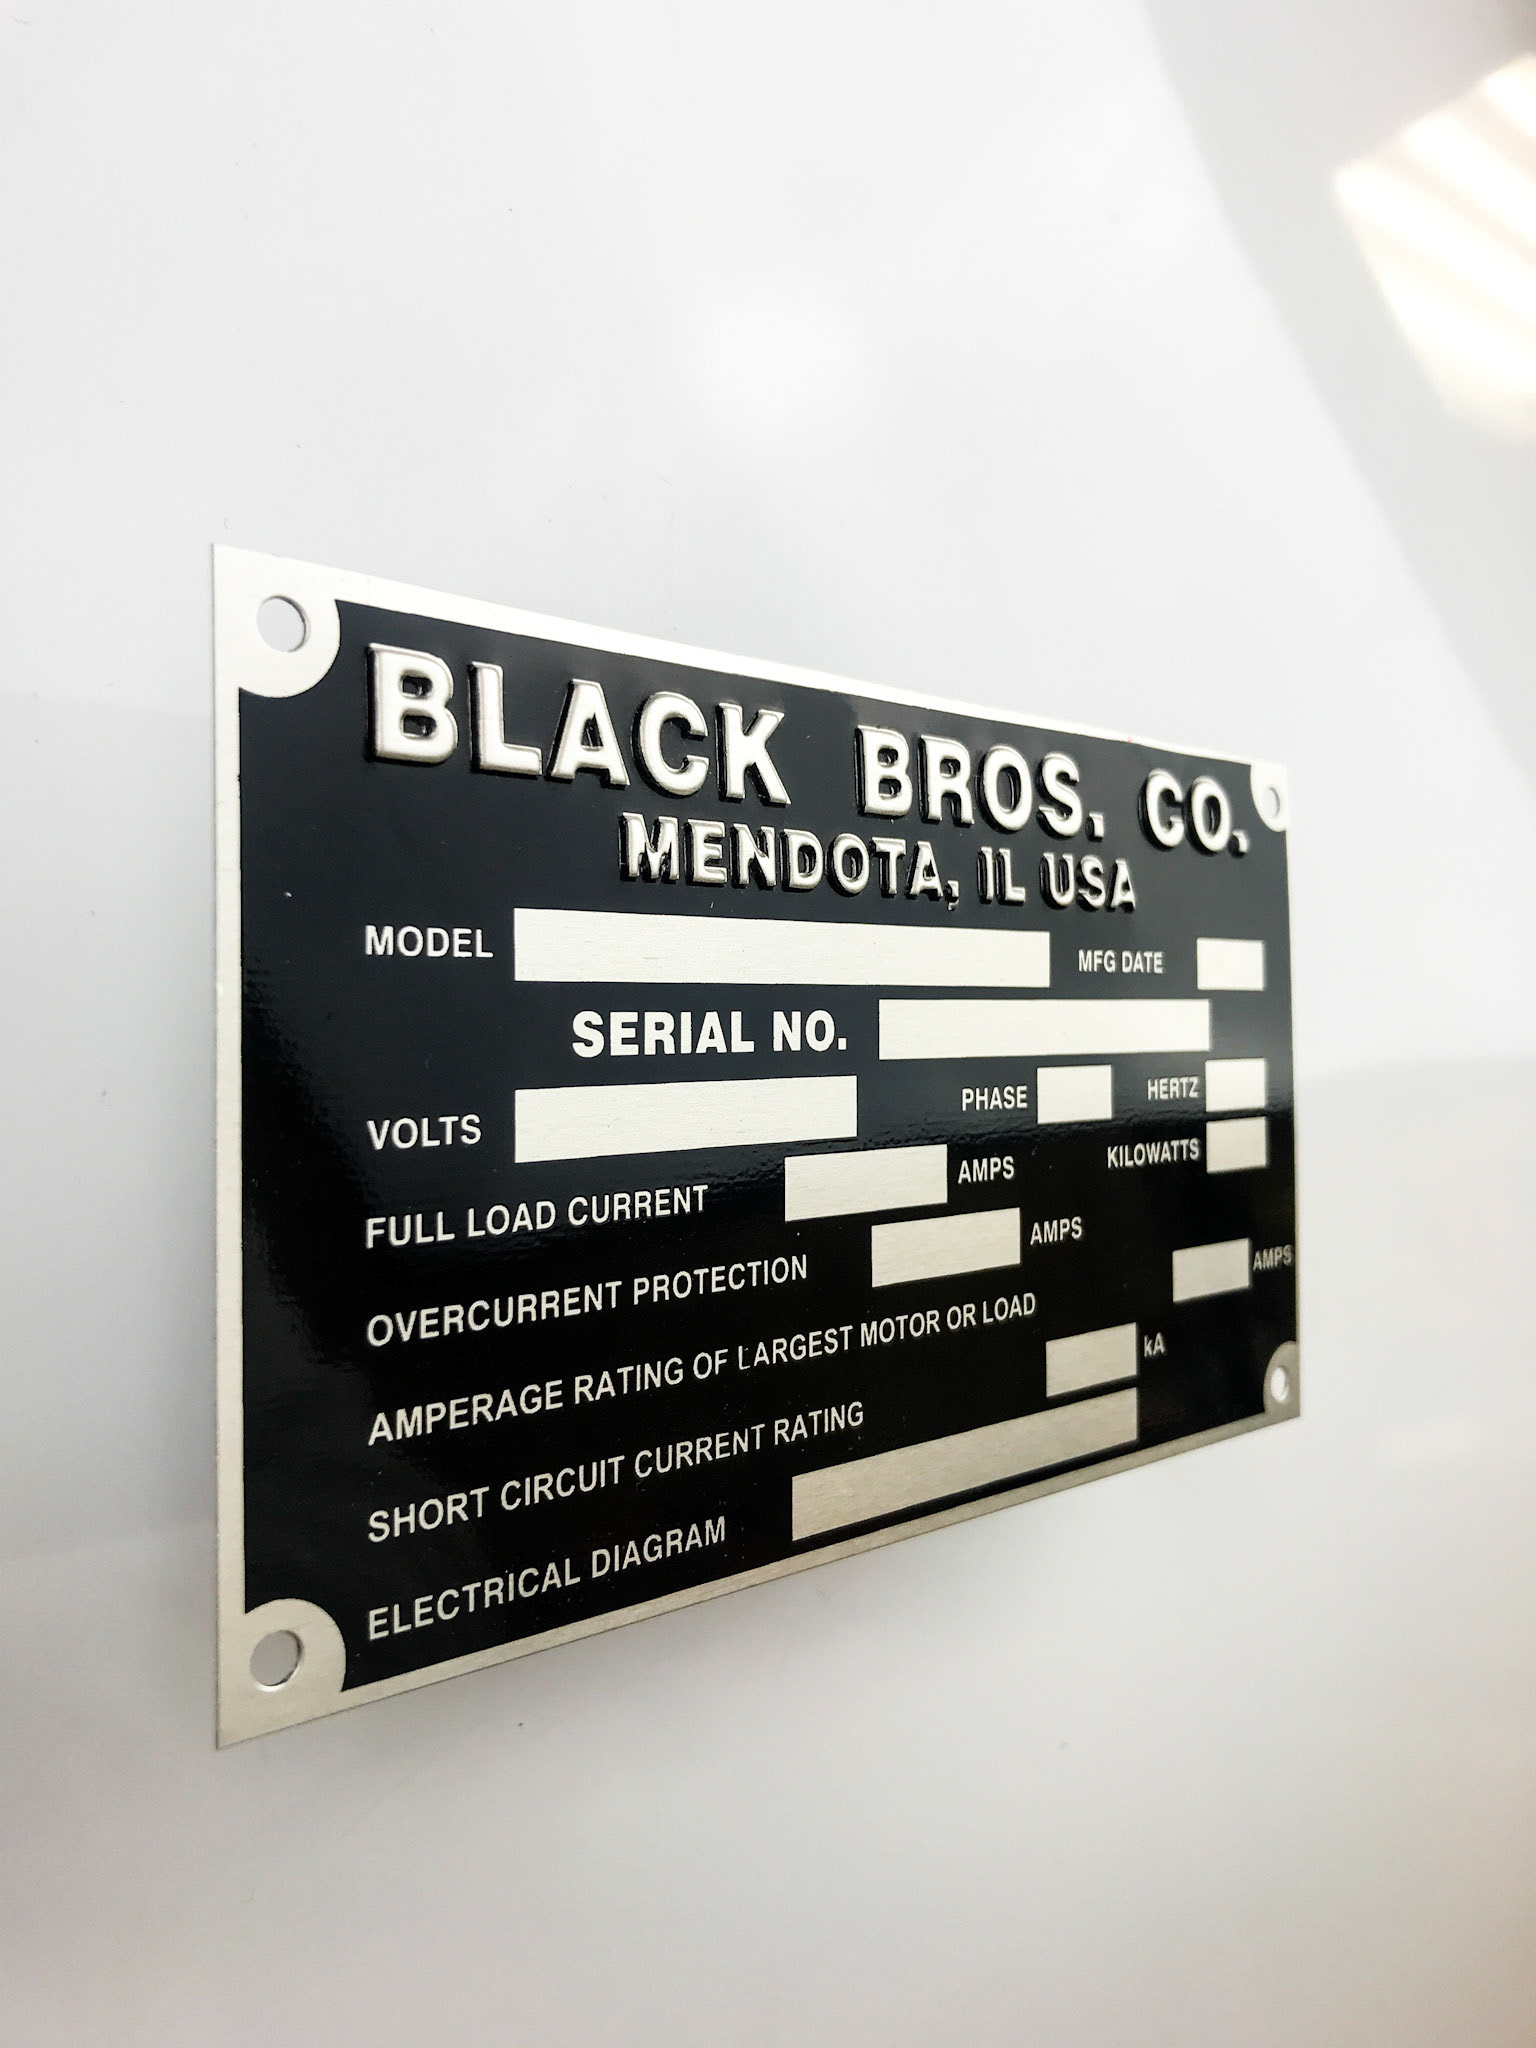 BLACK BROS. CO.
MENDOTA, IL USA
MODEL MFG DATE
SERIAL NO.
VOLTS PHASE HERTZ
FULL LOAD CURRENT AMPS KILOWATTS
OVERCURRENT PROTECTION AMPS
AMPERAGE RATING OF LARGEST MOTOR OR LOAD AMPS
SHORT CIRCUIT CURRENT RATING kA
ELECTRICAL DIAGRAM